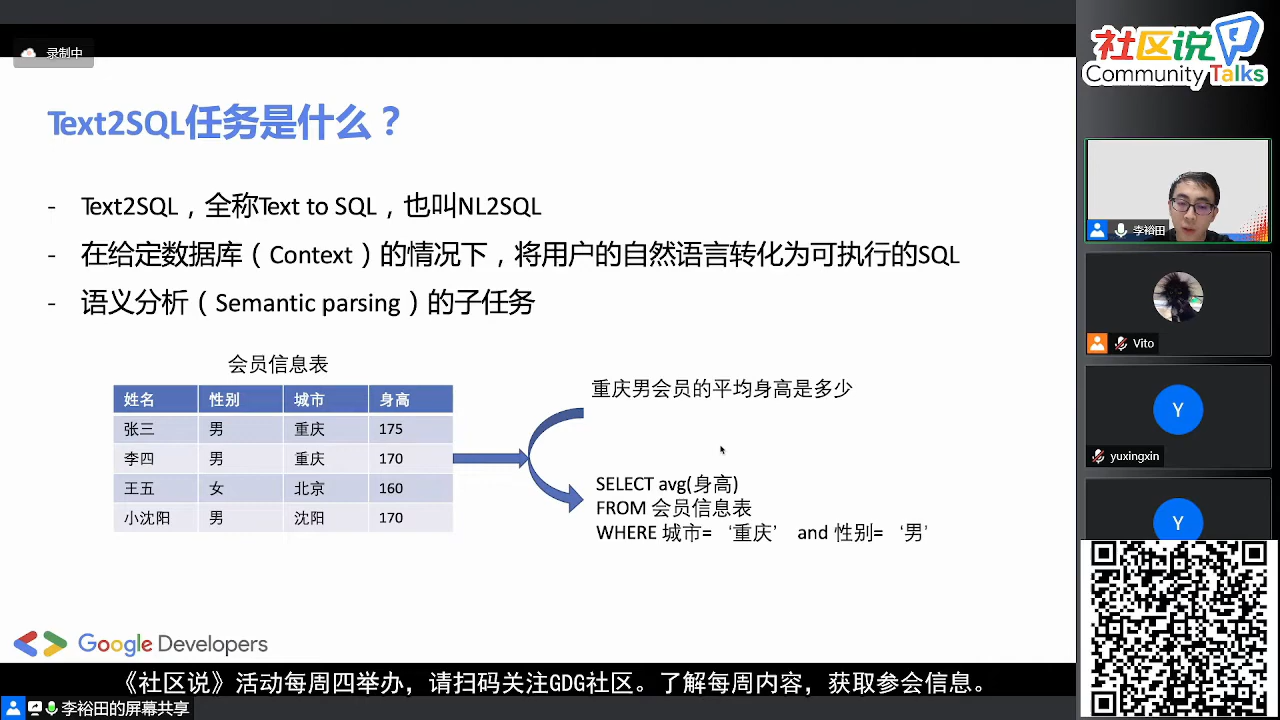 录制中
社区说
Community Talks
Text2SQL任务是什么？
- Text2SQL，全称Text to SQL，也叫NL2SQL
- 在给定数据库（Context）的情况下，将用户的自然语言转化为可执行的SQL
- 语义分析（Semantic parsing）的子任务
会员信息表
姓名 性别 城市 身高
张三 男 重庆 175
李四 男 重庆 170
王五 女 北京 160
小沈阳 男 沈阳 170
重庆男会员的平均身高是多少
SELECT avg(身高)
FROM 会员信息表
WHERE 城市= ‘重庆’ and 性别= ‘男’
李裕田
Vito
Y
yuxingxin
Y
Google Developers
《社区说》活动每周四举办，请扫码关注GDG社区。了解每周内容，获取参会信息。
李裕田的屏幕共享